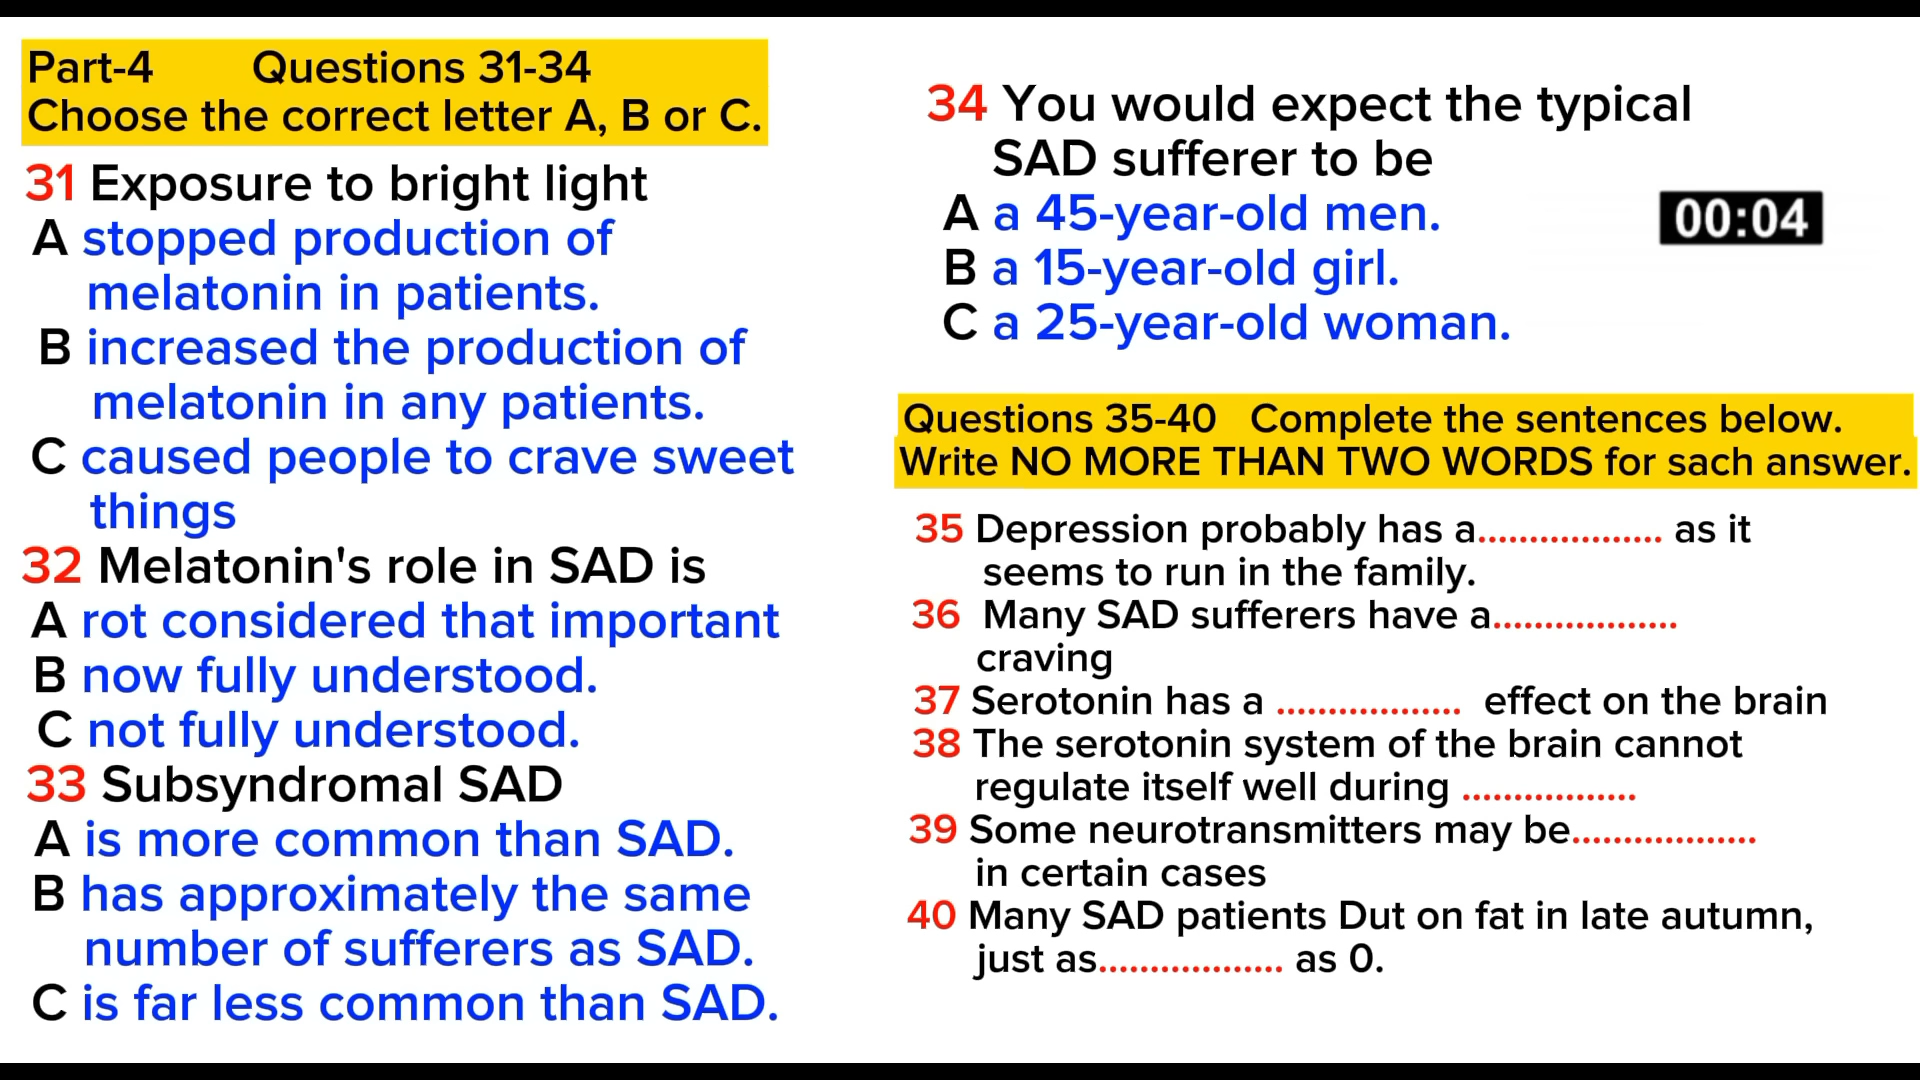 Part-4 Questions 31-34
Choose the correct letter A, B or C.
31 Exposure to bright light
A stopped production of
melatonin in patients.
B increased the production of
melatonin in any patients.
C caused people to crave sweet
things
32 Melatonin's role in SAD is
A rot considered that important
B now fully understood.
C not fully understood.
33 Subsyndromal SAD
A is more common than SAD.
B has approximately the same
number of sufferers as SAD.
C is far less common than SAD.
34 You would expect the typical
SAD sufferer to be
A a 45-year-old men.
B a 15-year-old girl.
C a 25-year-old woman.
00:04
Questions 35-40 Complete the sentences below.
Write NO MORE THAN TWO WORDS for sach answer.
35 Depression probably has a.................. as it
seems to run in the family.
36 Many SAD sufferers have a..................
craving
37 Serotonin has a .................. effect on the brain
38 The serotonin system of the brain cannot
regulate itself well during .................
39 Some neurotransmitters may be..................
in certain cases
40 Many SAD patients Dut on fat in late autumn,
just as.................. as 0.